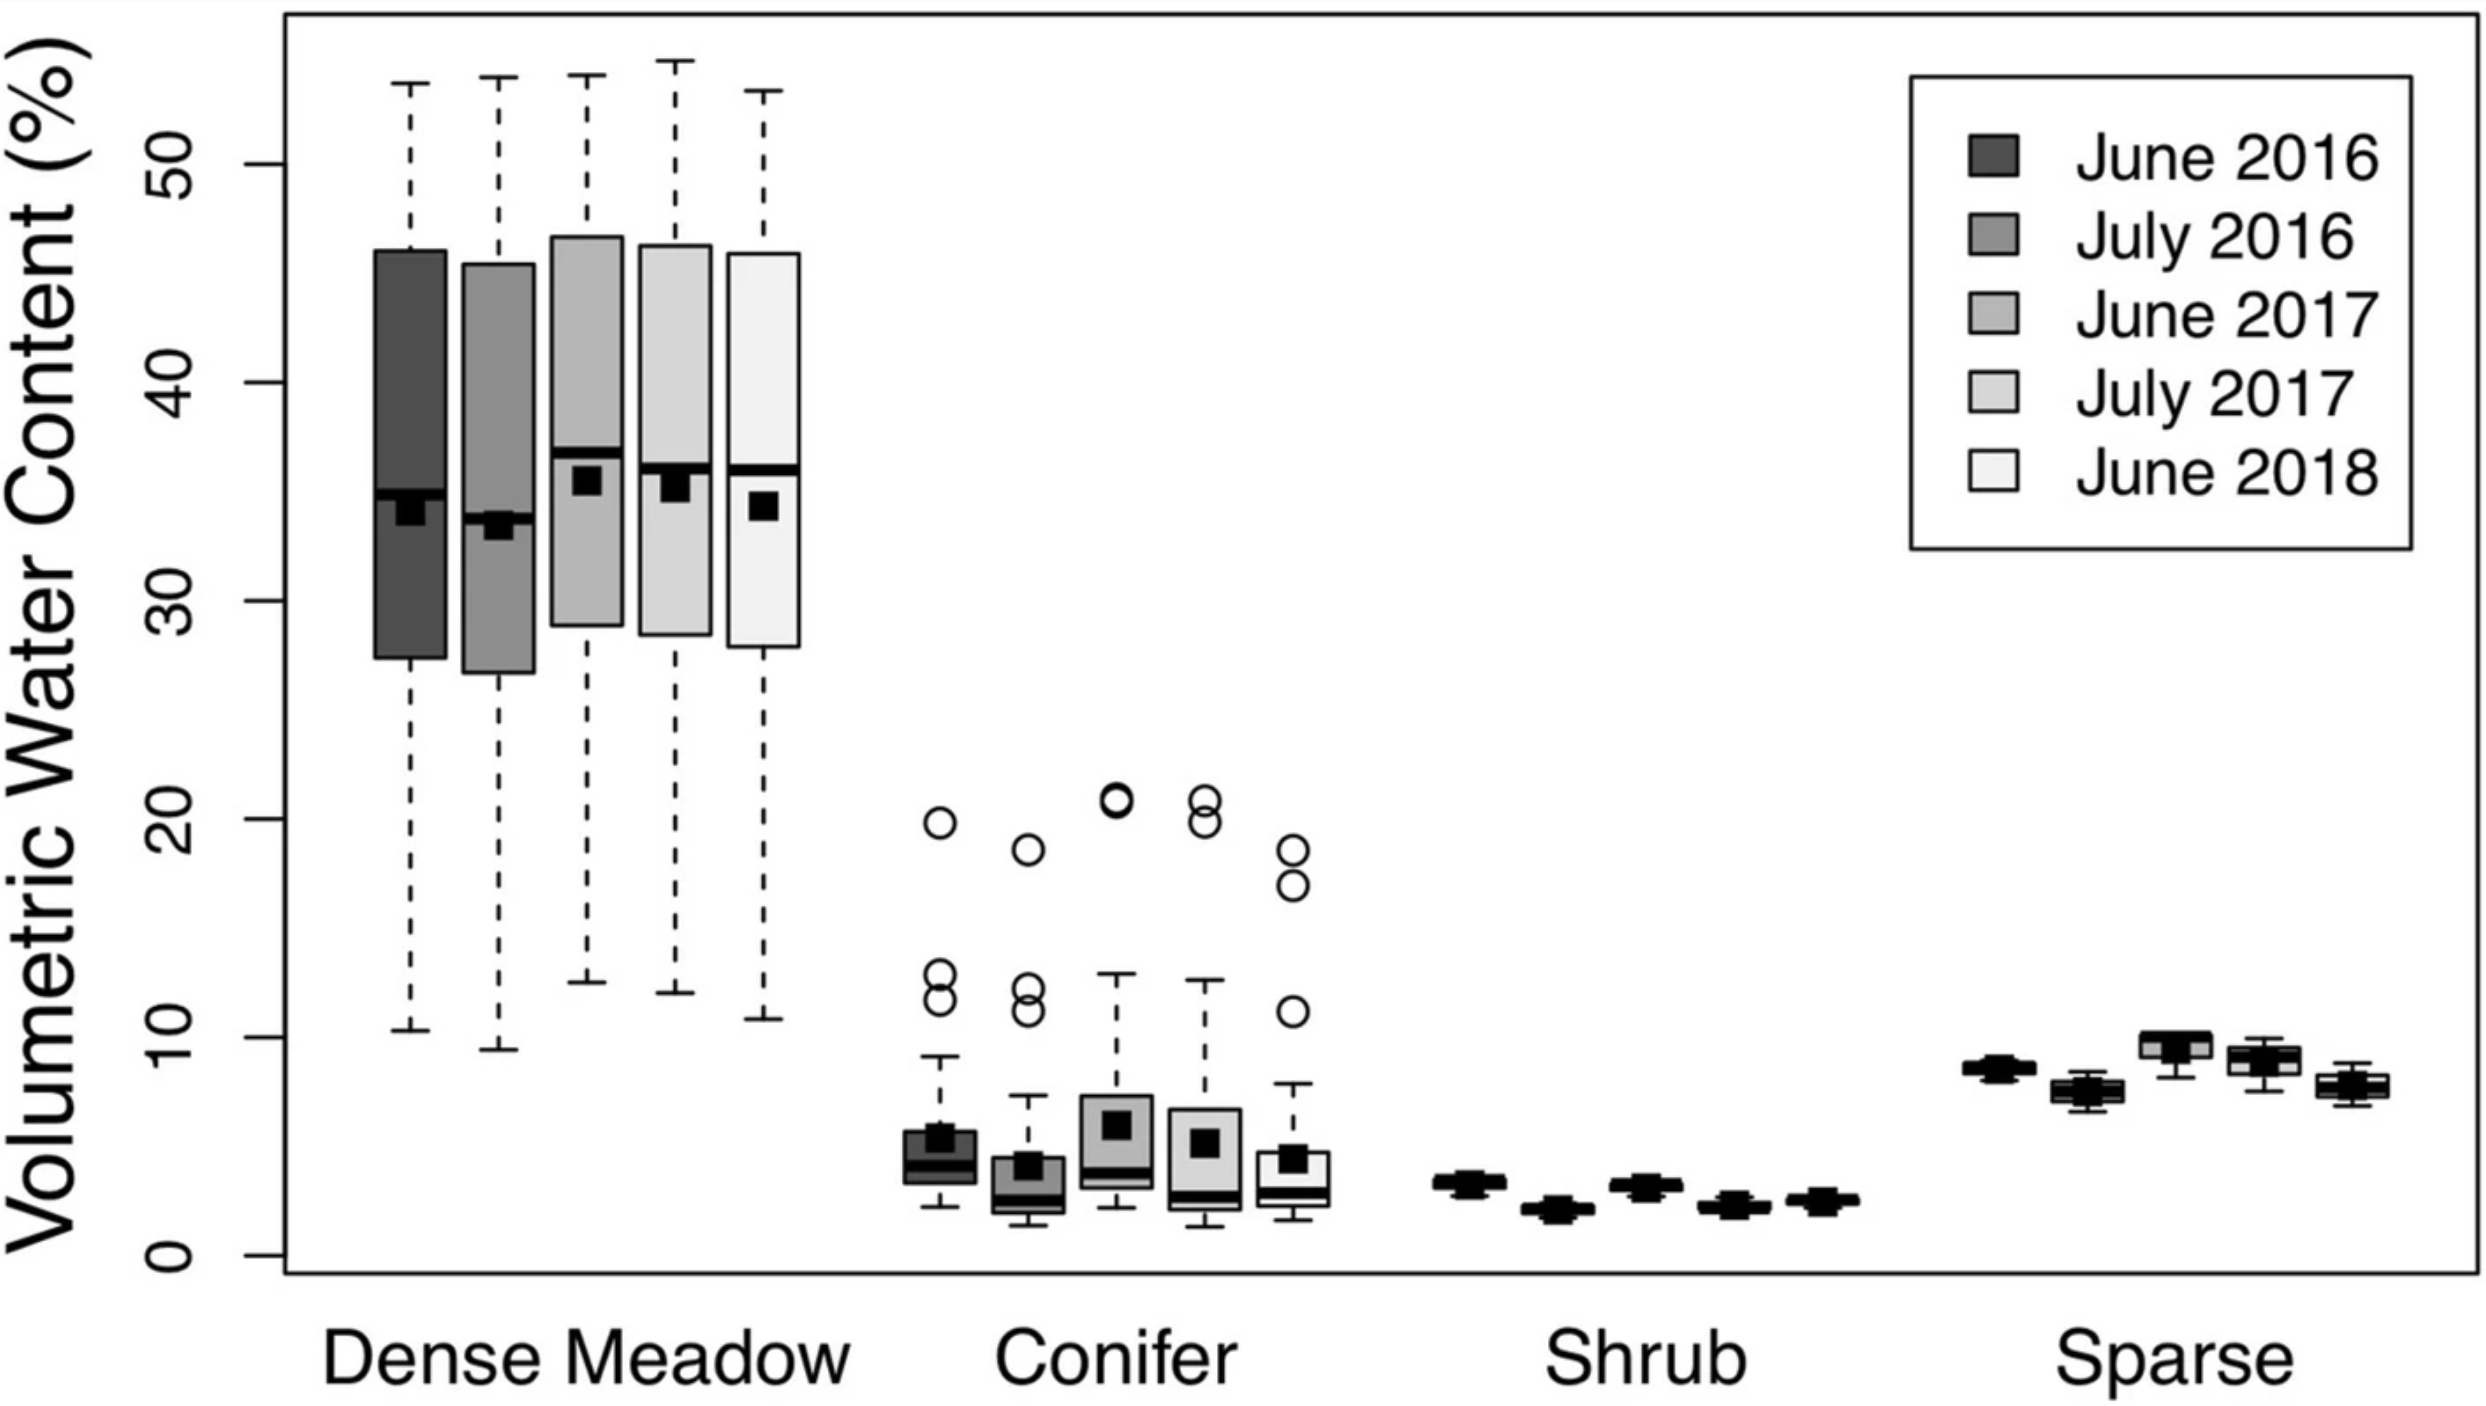 Volumetric Water Content (%)
50
40
30
20
10
0
June 2016
July 2016
June 2017
July 2017
June 2018
Dense Meadow Conifer Shrub Sparse